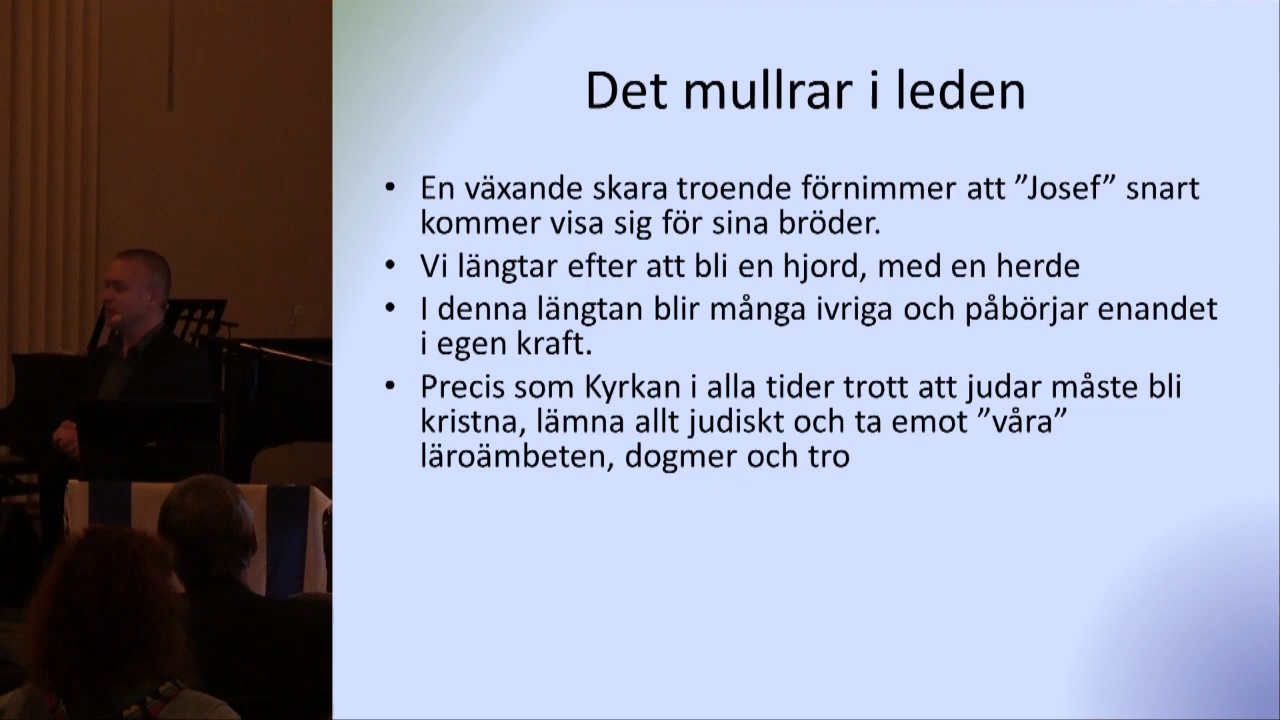 Det mullrar i leden
• En växande skara troende förnimmer att ”Josef” snart
kommer visa sig för sina bröder.
• Vi längtar efter att bli en hjord, med en herde
• I denna längtan blir många ivriga och påbörjar enandet
i egen kraft.
• Precis som Kyrkan i alla tider trott att judar måste bli
kristna, lämna allt judiskt och ta emot ”våra”
läroämbeten, dogmer och tro